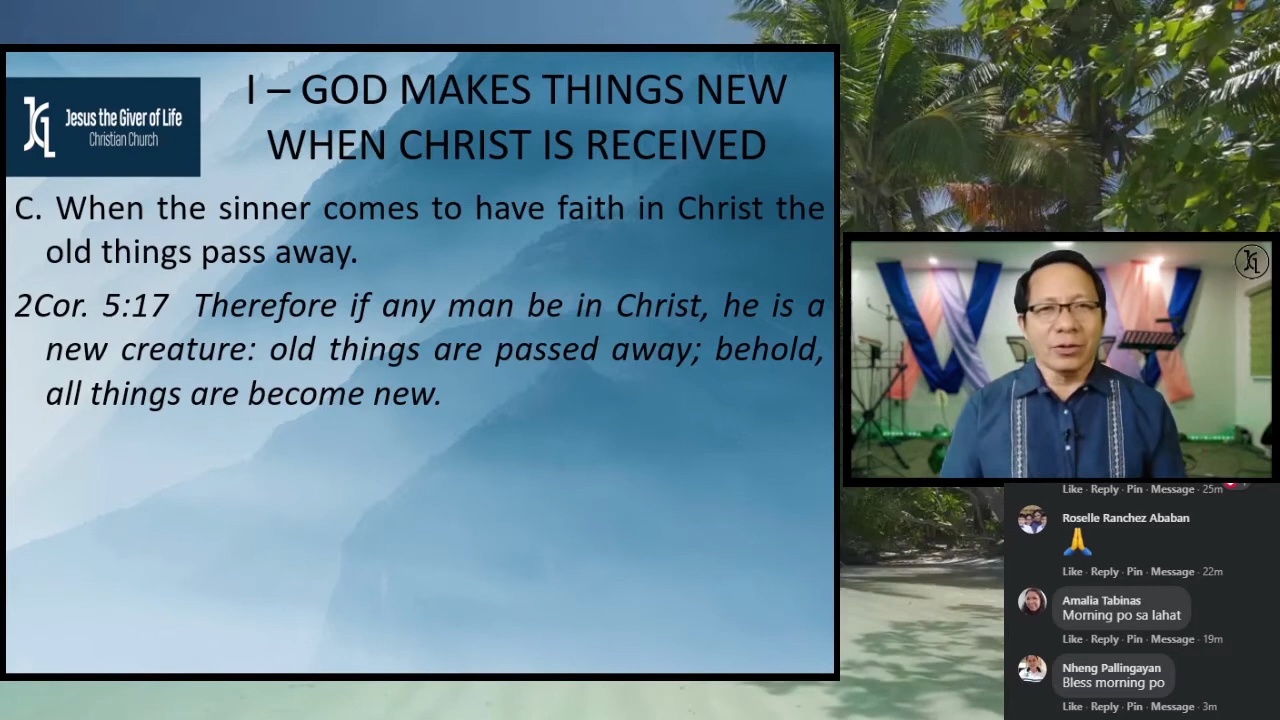 JGL
Jesus the Giver of Life
Christian Church
I – GOD MAKES THINGS NEW
WHEN CHRIST IS RECEIVED
C. When the sinner comes to have faith in Christ the
old things pass away.
2Cor. 5:17 Therefore if any man be in Christ, he is a
new creature: old things are passed away; behold,
all things are become new.
JGL
Like · Reply · Pin · Message · 25m
Roselle Ranchez Ababan
🙏
Like · Reply · Pin · Message · 22m
Amalia Tabinas
Morning po sa lahat
Like · Reply · Pin · Message · 19m
Nheng Pallingayan
Bless morning po
Like · Reply · Pin · Message · 3m